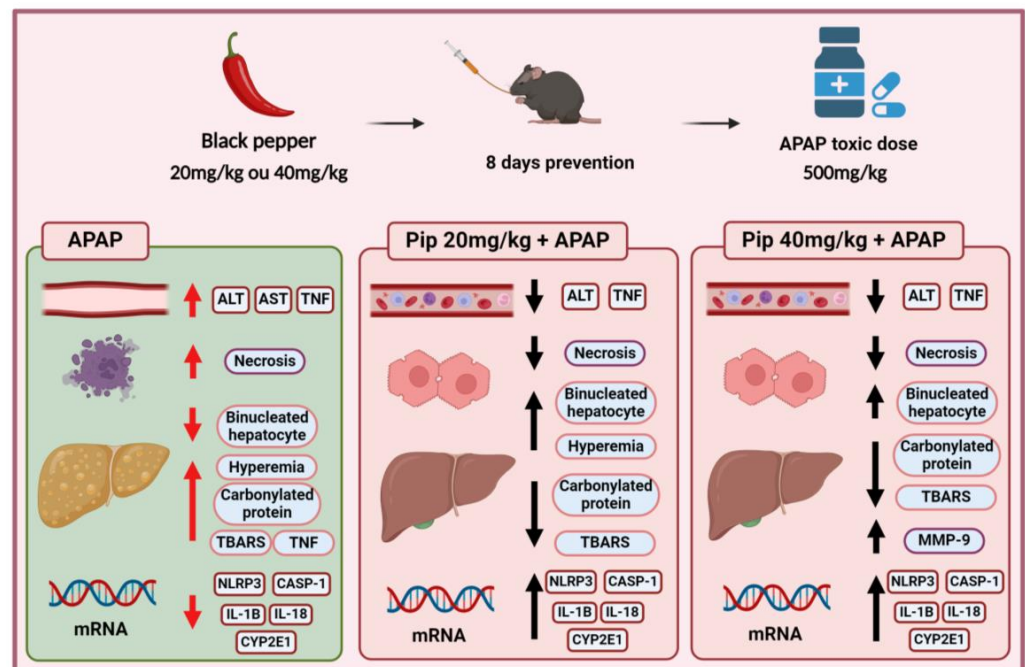 Black pepper
20mg/kg ou 40mg/kg
8 days prevention
APAP toxic dose
500mg/kg
APAP
ALT AST TNF
Necrosis
Binucleated
hepatocyte
Hyperemia
Carbonylated
protein
TBARS TNF
mRNA
NLRP3 CASP-1
IL-1B IL-18
CYP2E1
Pip 20mg/kg + APAP
ALT TNF
Necrosis
Binucleated
hepatocyte
Hyperemia
Carbonylated
protein
TBARS
mRNA
NLRP3 CASP-1
IL-1B IL-18
CYP2E1
Pip 40mg/kg + APAP
ALT TNF
Necrosis
Binucleated
hepatocyte
Carbonylated
protein
TBARS
MMP-9
mRNA
NLRP3 CASP-1
IL-1B IL-18
CYP2E1